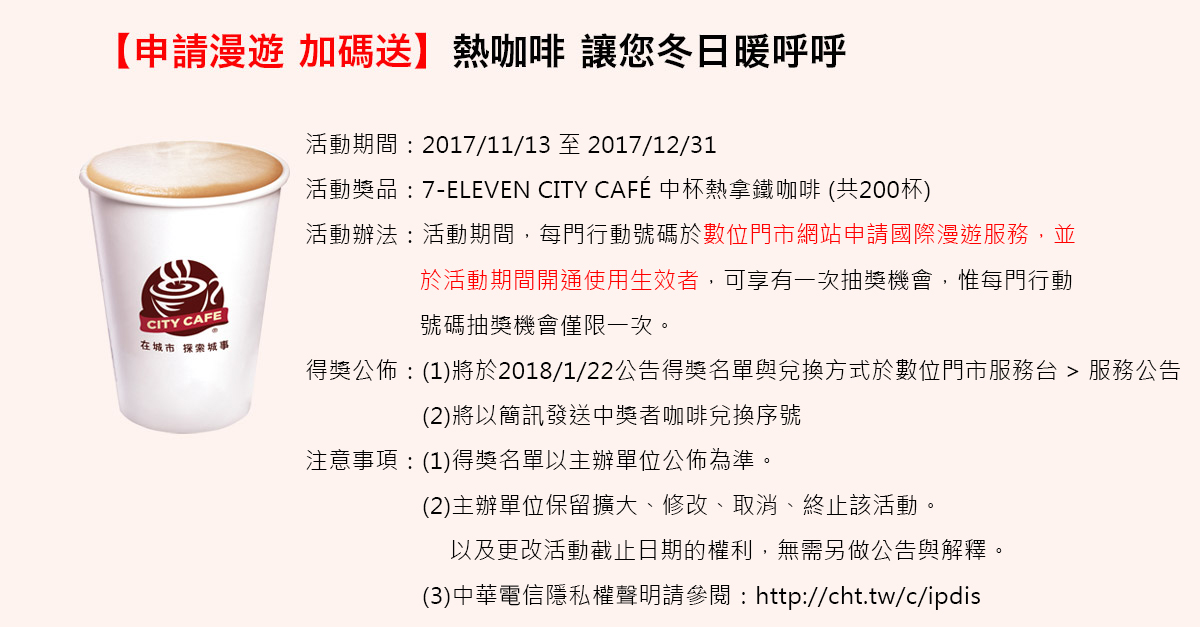 【申請漫遊 加碼送】熱咖啡 讓您冬日暖呼呼
活動期間：2017/11/13 至 2017/12/31
活動獎品：7-ELEVEN CITY CAFÉ 中杯熱拿鐵咖啡 (共200杯)
活動辦法：活動期間，每門行動號碼於數位門市網站申請國際漫遊服務，並
於活動期間開通使用生效者，可享有一次抽獎機會，惟每門行動
號碼抽獎機會僅限一次。
得獎公佈：(1)將於2018/1/22公告得獎名單與兌換方式於數位門市服務台 > 服務公告
(2)將以簡訊發送中獎者咖啡兌換序號
注意事項：(1)得獎名單以主辦單位公佈為準。
(2)主辦單位保留擴大、修改、取消、終止該活動。
以及更改活動截止日期的權利，無需另做公告與解釋。
(3)中華電信隱私權聲明請參閱：http://cht.tw/c/ipdis
CITY CAFE
®
在城市 探索城事